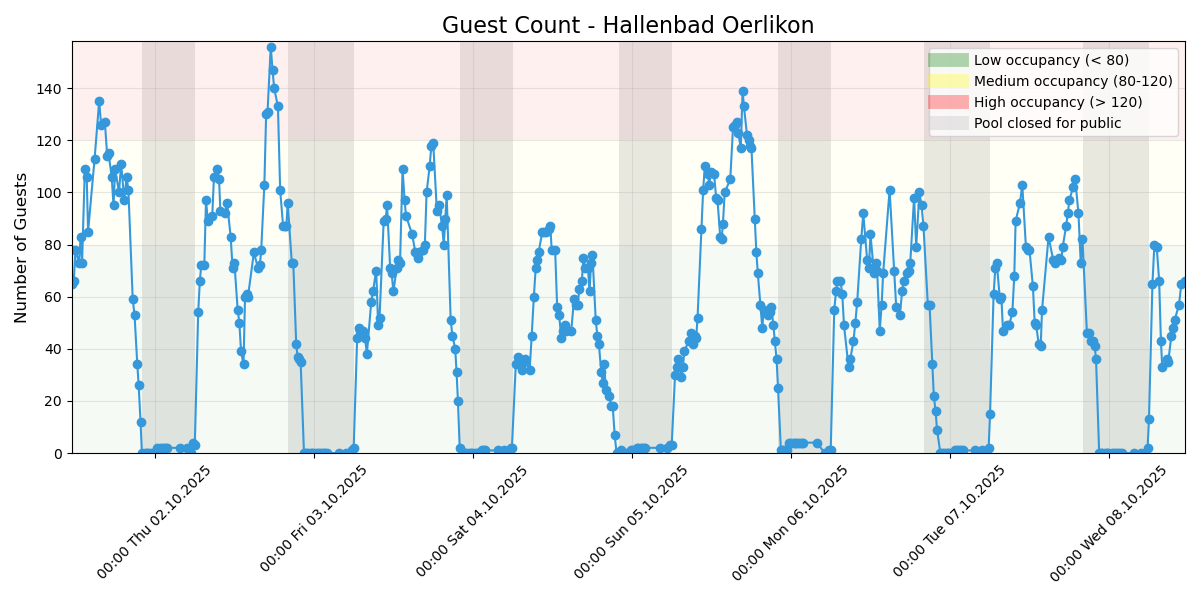 Guest Count - Hallenbad Oerlikon
Number of Guests
140
120
100
80
60
40
20
0
Low occupancy (< 80)
Medium occupancy (80-120)
High occupancy (> 120)
Pool closed for public
00:00 Thu 02.10.2025
00:00 Fri 03.10.2025
00:00 Sat 04.10.2025
00:00 Sun 05.10.2025
00:00 Mon 06.10.2025
00:00 Tue 07.10.2025
00:00 Wed 08.10.2025